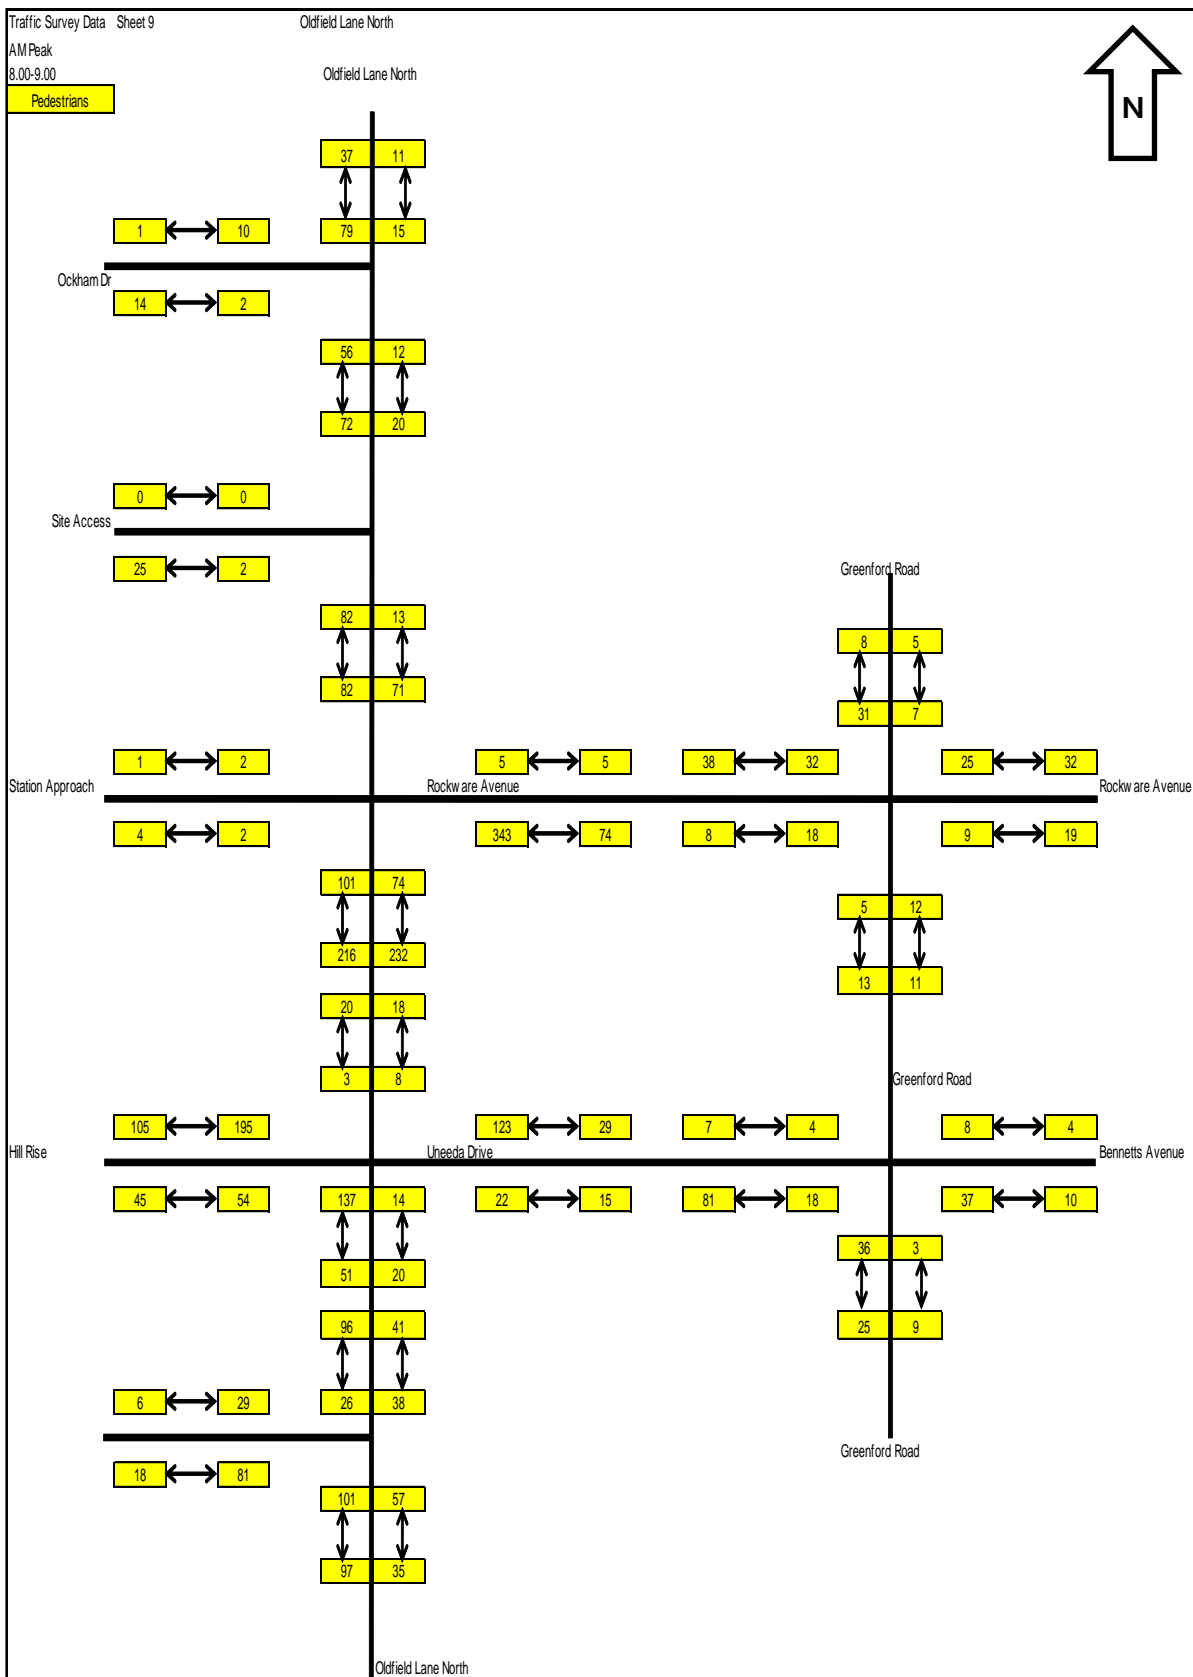 Traffic Survey Data Sheet 9
Oldfield Lane North
AM Peak
8.00-9.00
Oldfield Lane North
Pedestrians
N
37 11
1 10 79 15
Ockham Dr
14 2
56 12
72 20
0 0
Site Access
25 2
Greenford Road
82 13
8 5
82 71
31 7
1 2 5 5 38 32 25 32
Station Approach Rockware Avenue Rockware Avenue
4 2 343 74 8 18 9 19
101 74
5 12
216 232
13 11
20 18
3 8
Greenford Road
105 195 123 29 7 4 8 4
Hill Rise Uneeda Drive Bennetts Avenue
45 54 137 14 22 15 81 18 37 10
36 3
51 20
96 41
25 9
6 29 26 38
Greenford Road
18 81
101 57
97 35
Oldfield Lane North